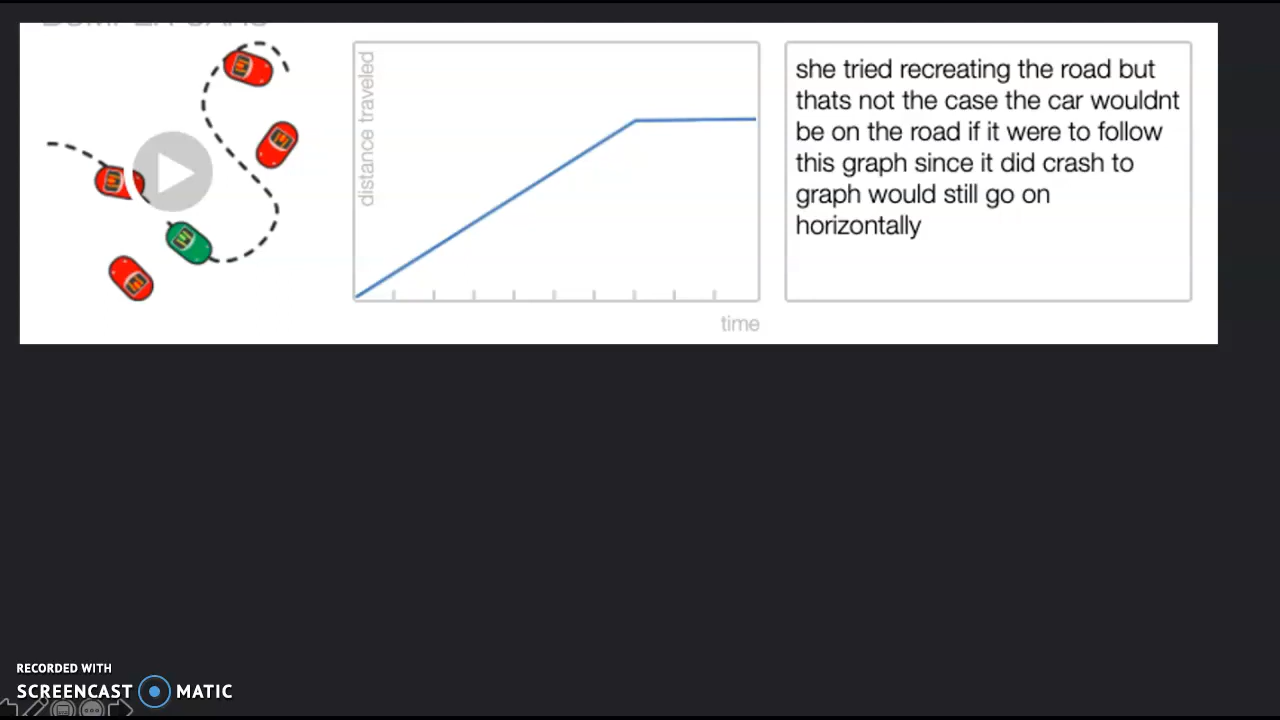 distance traveled
time
she tried recreating the road but
thats not the case the car wouldnt
be on the road if it were to follow
this graph since it did crash to
graph would still go on
horizontally
RECORDED WITH
SCREENCAST MATIC